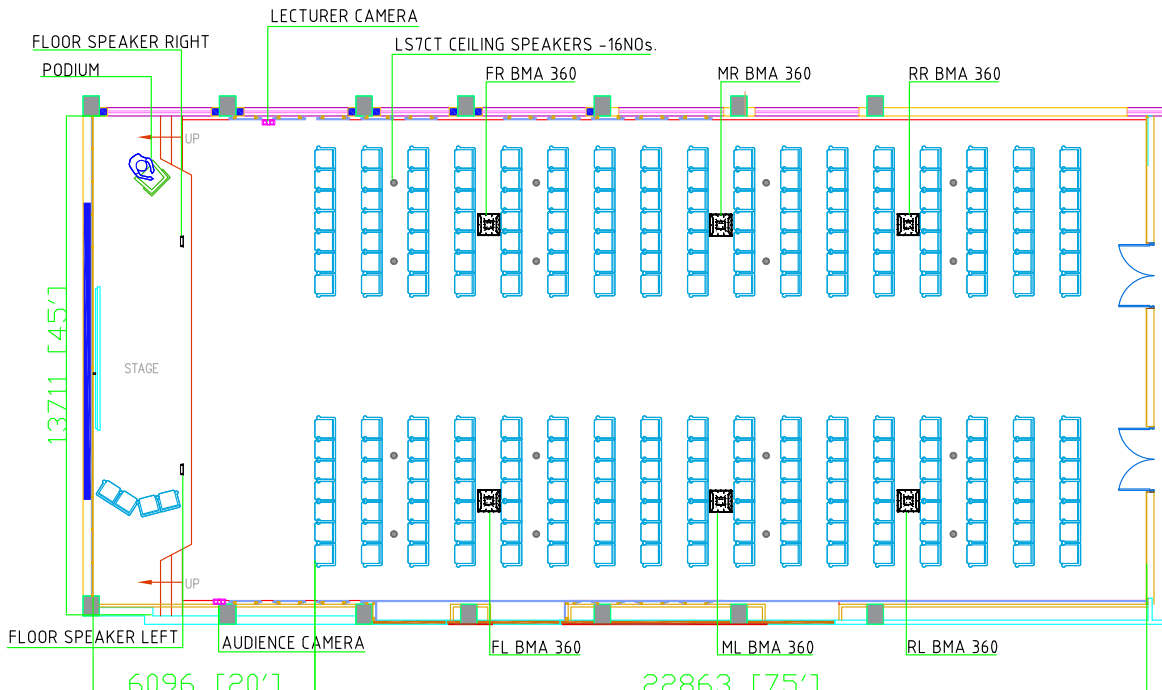 LECTURER CAMERA
FLOOR SPEAKER RIGHT
LS7CT CEILING SPEAKERS -16NOs.
PODIUM
FR BMA 360
MR BMA 360
RR BMA 360
UP
13711 [45']
STAGE
UP
FLOOR SPEAKER LEFT
AUDIENCE CAMERA
FL BMA 360
ML BMA 360
RL BMA 360
6096 [20']
22863 [75']